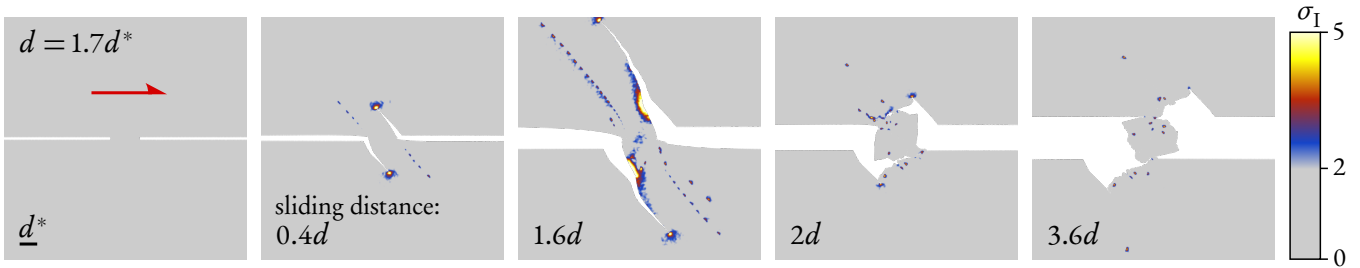 d = 1.7d*
d*
sliding distance:
0.4d
1.6d
2d
3.6d
σI
5
2
0